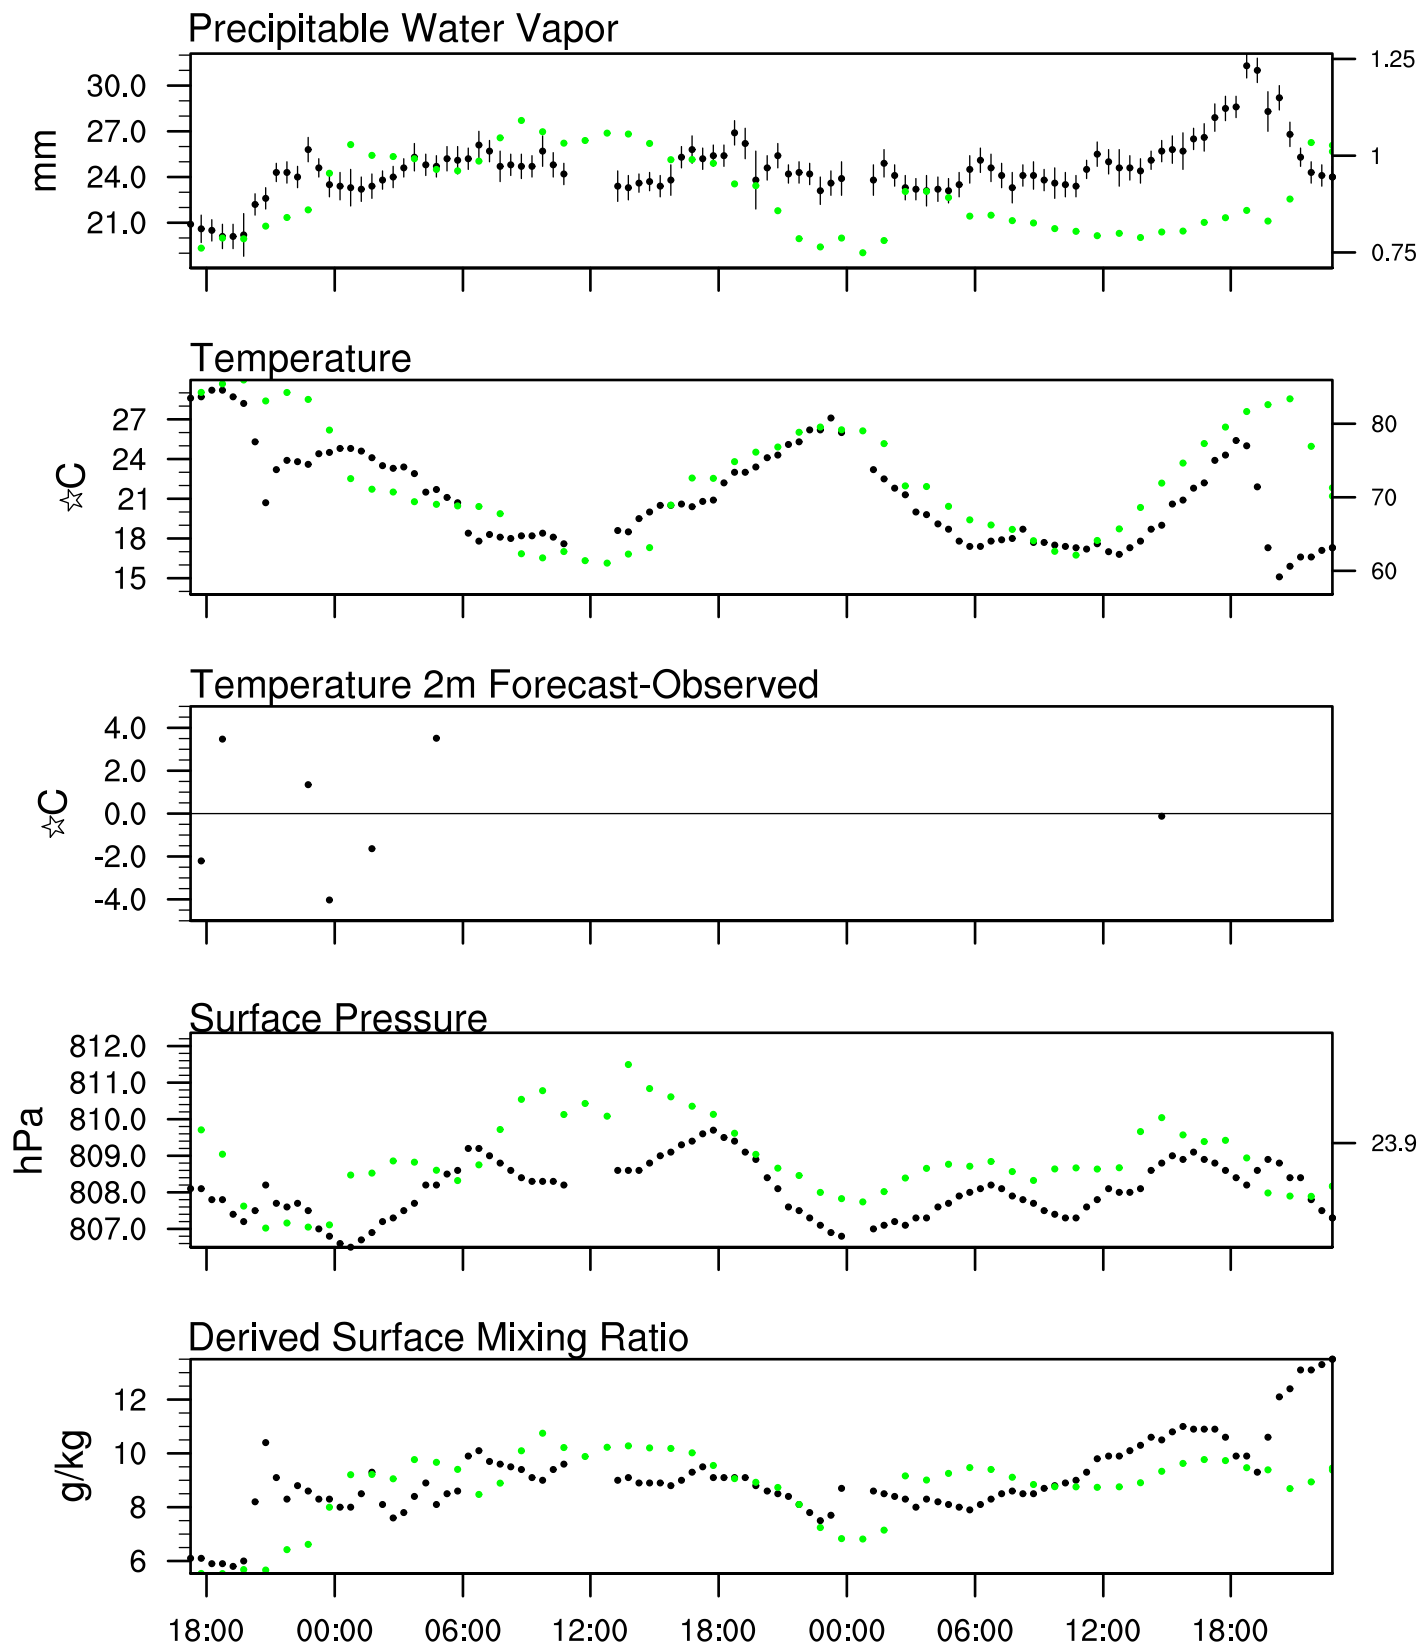 Precipitable Water Vapor
mm
30.0
27.0
24.0
21.0
1.25
1
0.75
Temperature
☆C
27
24
21
18
15
80
70
60
Temperature 2m Forecast-Observed
☆C
4.0
2.0
0.0
-2.0
-4.0
Surface Pressure
hPa
812.0
811.0
810.0
809.0
808.0
807.0
23.9
Derived Surface Mixing Ratio
g/kg
12
10
8
6
18:00 00:00 06:00 12:00 18:00 00:00 06:00 12:00 18:00